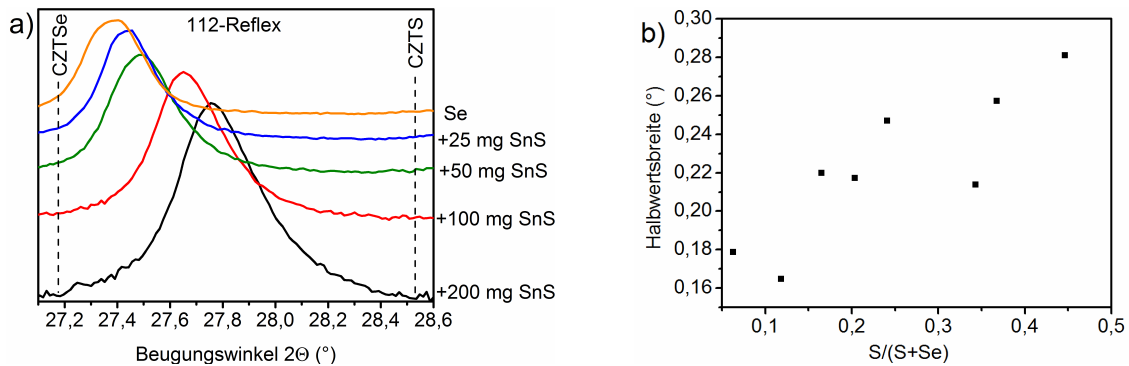 a)
112-Reflex
CZTSe
CZTS
Se
+25 mg SnS
+50 mg SnS
+100 mg SnS
+200 mg SnS
27,2 27,4 27,6 27,8 28,0 28,2 28,4 28,6
Beugungswinkel 2Θ (°)
b)
0,30
0,28
0,26
0,24
0,22
0,20
0,18
0,16
Halbwertsbreite (°)
0,1 0,2 0,3 0,4 0,5
S/(S+Se)